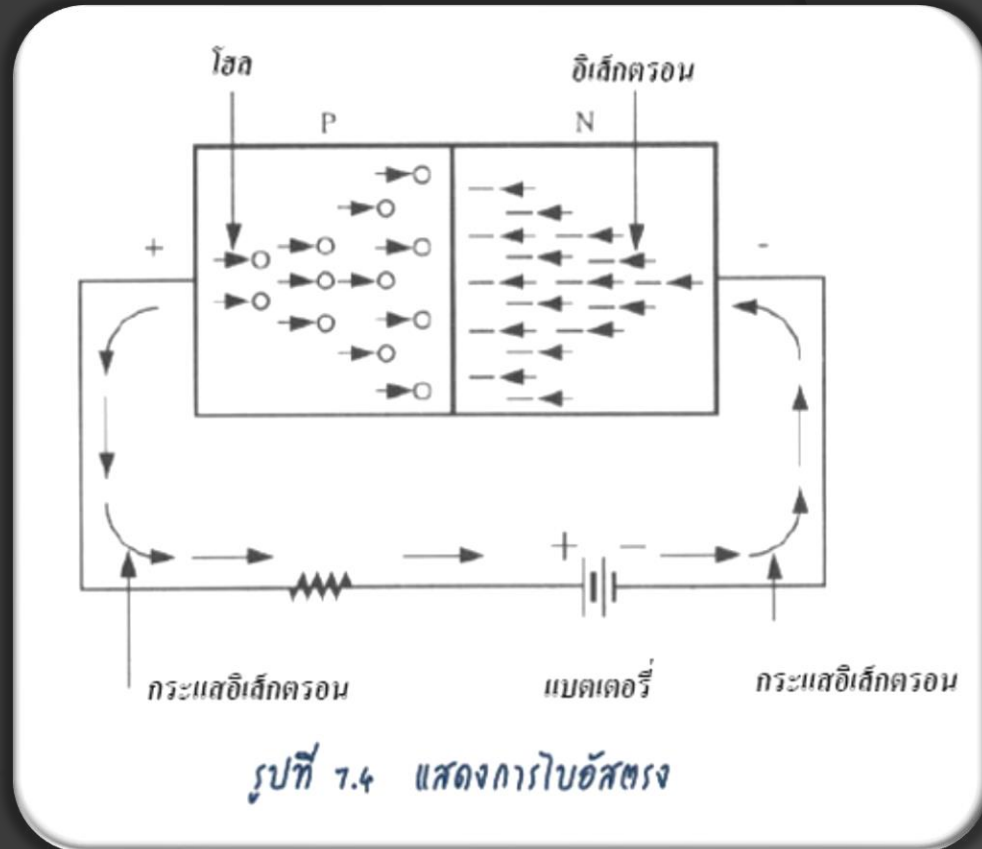 โฮล
อิเล็กตรอน
P
N
+
-
+ −
กระแสอิเล็กตรอน
แบตเตอรี่
กระแสอิเล็กตรอน
รูปที่ 7.4 แสดงการไบอัสตรง